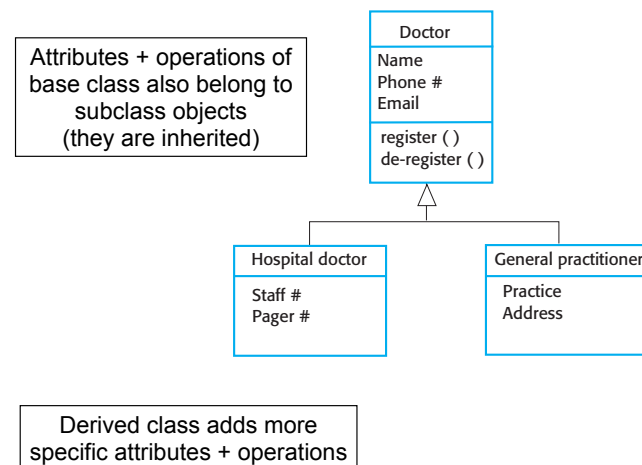 Attributes + operations of
base class also belong to
subclass objects
(they are inherited)
Doctor
Name
Phone #
Email
register ( )
de-register ( )
Hospital doctor
Staff #
Pager #
General practitioner
Practice
Address
Derived class adds more
specific attributes + operations